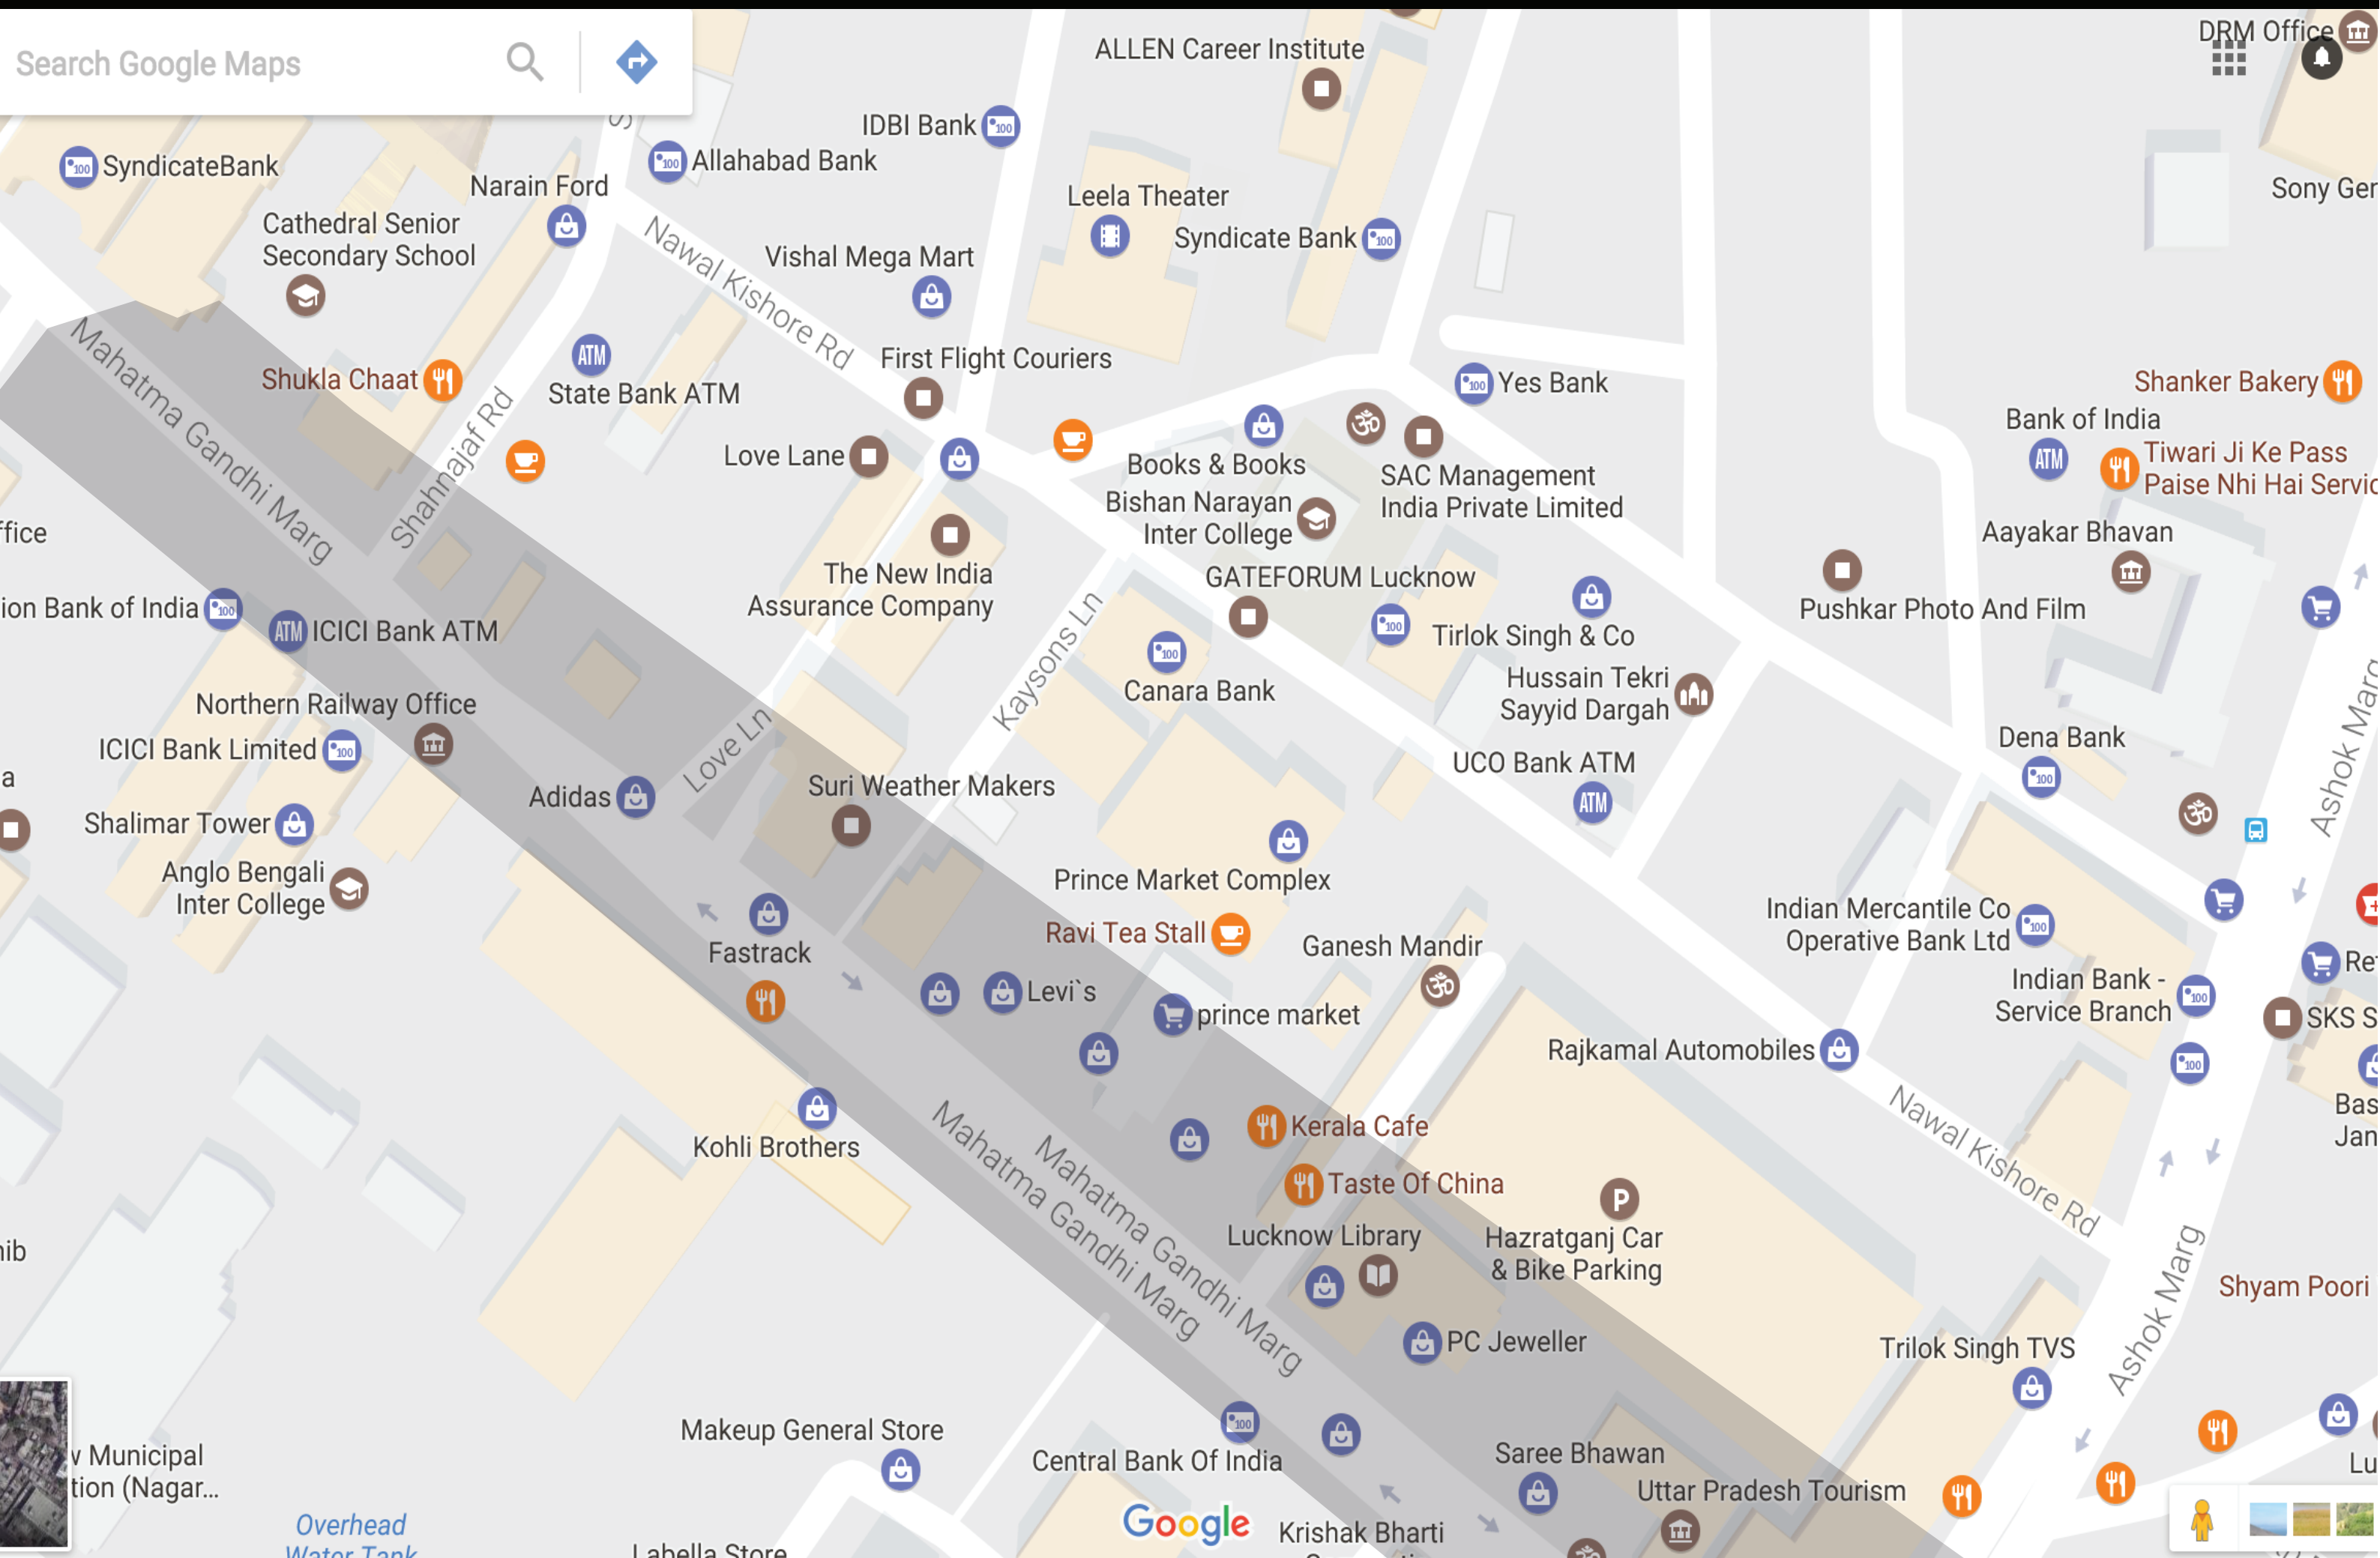 Search Google Maps
ALLEN Career Institute
DRM Office
IDBI Bank
SyndicateBank
Allahabad Bank
Narain Ford
Leela Theater
Sony Ger
Cathedral Senior
Secondary School
Nawal Kishore Rd
Vishal Mega Mart
Syndicate Bank
Mahatma Gandhi Marg
Shukla Chaat
ATM
State Bank ATM
First Flight Couriers
Yes Bank
Shanker Bakery
Bank of India
ATM
Tiwari Ji Ke Pass
Paise Nhi Hai Servic
Shahnajaf Rd
Love Lane
Books & Books
SAC Management
India Private Limited
Bishan Narayan
Inter College
ffice
Aayakar Bhavan
The New India
Assurance Company
GATEFORUM Lucknow
Pushkar Photo And Film
ion Bank of India
ATM
ICICI Bank ATM
Kaysons Ln
Tirlok Singh & Co
Canara Bank
Hussain Tekri
Sayyid Dargah
Ashok Marg
Northern Railway Office
ICICI Bank Limited
Love Ln
Dena Bank
a
Adidas
Suri Weather Makers
UCO Bank ATM
ATM
Shalimar Tower
Anglo Bengali
Inter College
Prince Market Complex
Indian Mercantile Co
Operative Bank Ltd
Ravi Tea Stall
Ganesh Mandir
Fastrack
Levi`s
prince market
Indian Bank -
Service Branch
Re
SKS S
Rajkamal Automobiles
Bas
Jan
Kohli Brothers
Mahatma Gandhi Marg
Mahatma Gandhi Marg
Kerala Cafe
Taste Of China
P
Nawal Kishore Rd
Lucknow Library
Hazratganj Car
& Bike Parking
ib
Shyam Poori
Ashok Marg
PC Jeweller
Trilok Singh TVS
Makeup General Store
Central Bank Of India
Saree Bhawan
Lu
v Municipal
tion (Nagar...
Uttar Pradesh Tourism
Overhead
Water Tank
Google
Krishak Bharti
Labella Store